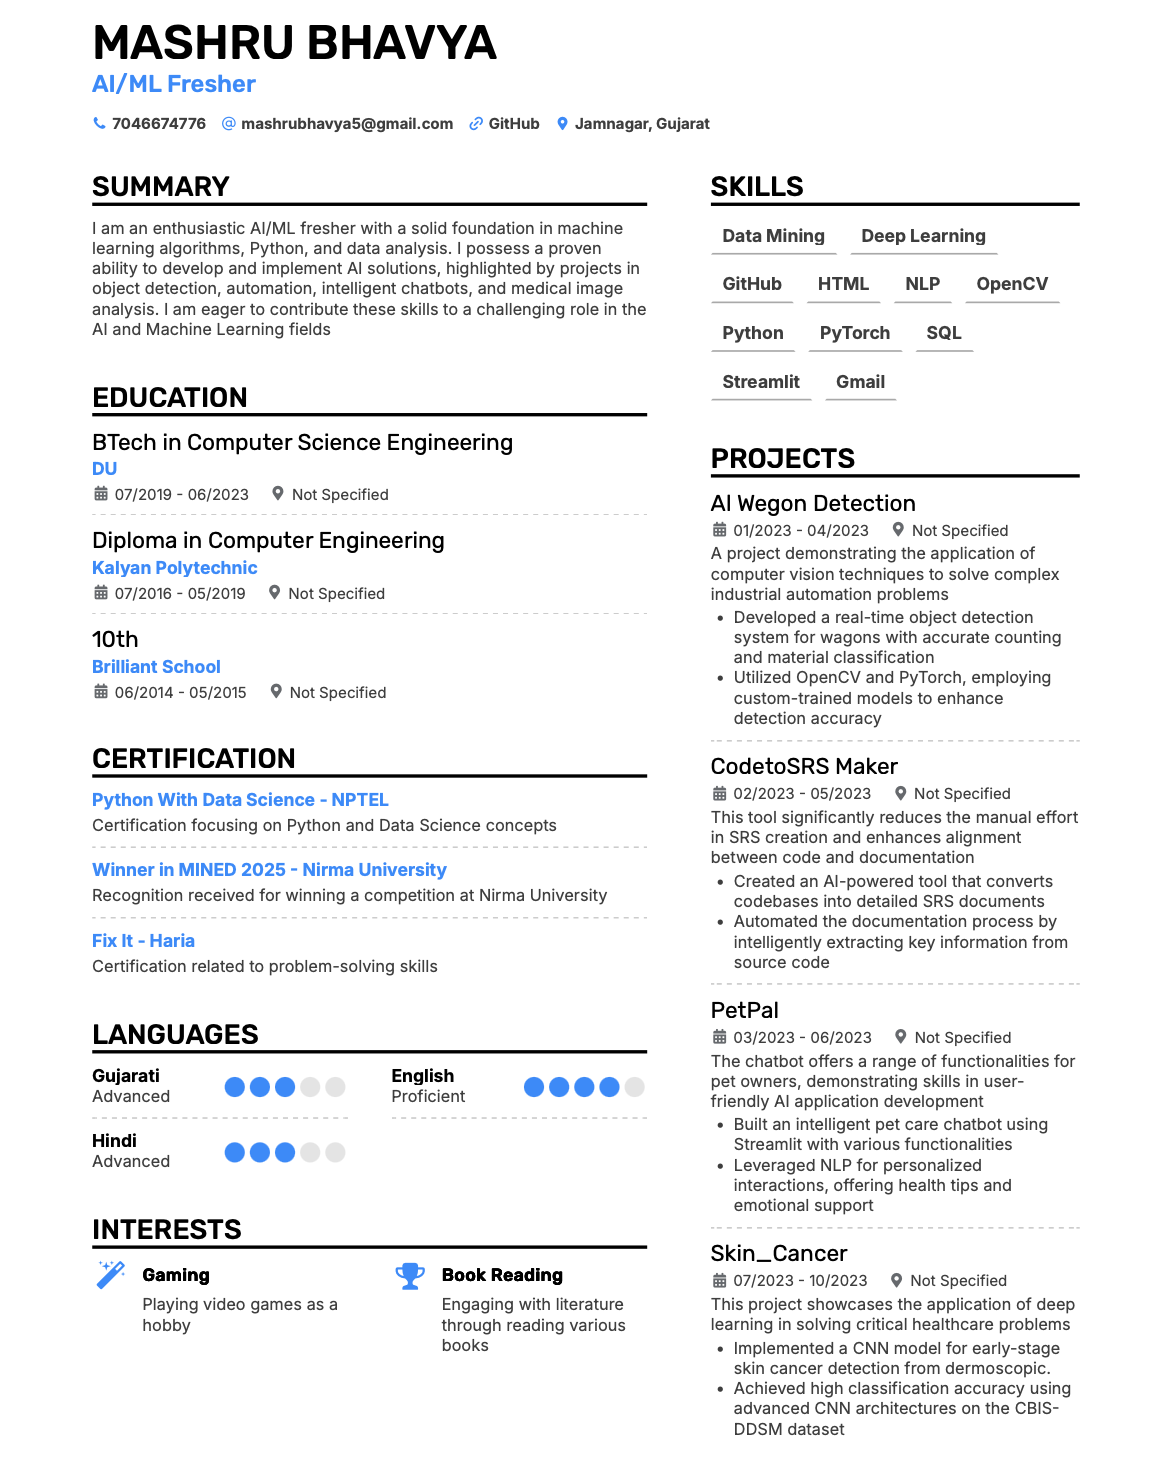 MASHRU BHAVYA
AI/ML Fresher
7046674776 mashrubhavya5@gmail.com GitHub Jamnagar, Gujarat
SUMMARY
I am an enthusiastic AI/ML fresher with a solid foundation in machine
learning algorithms, Python, and data analysis. I possess a proven
ability to develop and implement AI solutions, highlighted by projects in
object detection, automation, intelligent chatbots, and medical image
analysis. I am eager to contribute these skills to a challenging role in the
AI and Machine Learning fields
EDUCATION
BTech in Computer Science Engineering
DU
07/2019 - 06/2023 Not Specified
Diploma in Computer Engineering
Kalyan Polytechnic
07/2016 - 05/2019 Not Specified
10th
Brilliant School
06/2014 - 05/2015 Not Specified
CERTIFICATION
Python With Data Science - NPTEL
Certification focusing on Python and Data Science concepts
Winner in MINED 2025 - Nirma University
Recognition received for winning a competition at Nirma University
Fix It - Haria
Certification related to problem-solving skills
LANGUAGES
Gujarati
Advanced
English
Proficient
Hindi
Advanced
INTERESTS
Gaming
Playing video games as a
hobby
Book Reading
Engaging with literature
through reading various
books
SKILLS
Data Mining Deep Learning
GitHub HTML NLP OpenCV
Python PyTorch SQL
Streamlit Gmail
PROJECTS
AI Wegon Detection
01/2023 - 04/2023 Not Specified
A project demonstrating the application of
computer vision techniques to solve complex
industrial automation problems
• Developed a real-time object detection
system for wagons with accurate counting
and material classification
• Utilized OpenCV and PyTorch, employing
custom-trained models to enhance
detection accuracy
CodetoSRS Maker
02/2023 - 05/2023 Not Specified
This tool significantly reduces the manual effort
in SRS creation and enhances alignment
between code and documentation
• Created an AI-powered tool that converts
codebases into detailed SRS documents
• Automated the documentation process by
intelligently extracting key information from
source code
PetPal
03/2023 - 06/2023 Not Specified
The chatbot offers a range of functionalities for
pet owners, demonstrating skills in user-
friendly AI application development
• Built an intelligent pet care chatbot using
Streamlit with various functionalities
• Leveraged NLP for personalized
interactions, offering health tips and
emotional support
Skin_Cancer
07/2023 - 10/2023 Not Specified
This project showcases the application of deep
learning in solving critical healthcare problems
• Implemented a CNN model for early-stage
skin cancer detection from dermoscopic.
• Achieved high classification accuracy using
advanced CNN architectures on the CBIS-
DDSM dataset